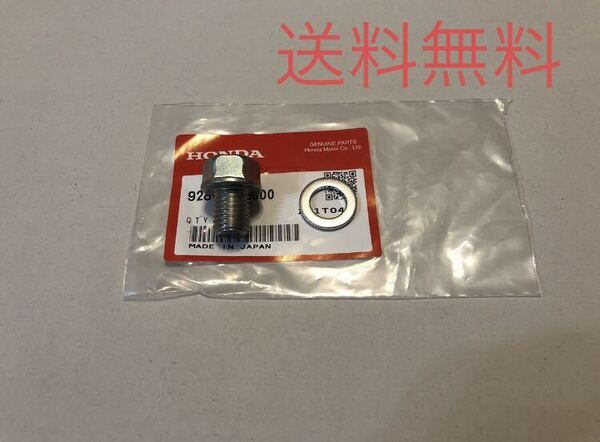 送料無料
GENUINE PARTS
Honda Motor Co., Ltd.
HONDA
QTY
1T04
MADE IN JAPAN